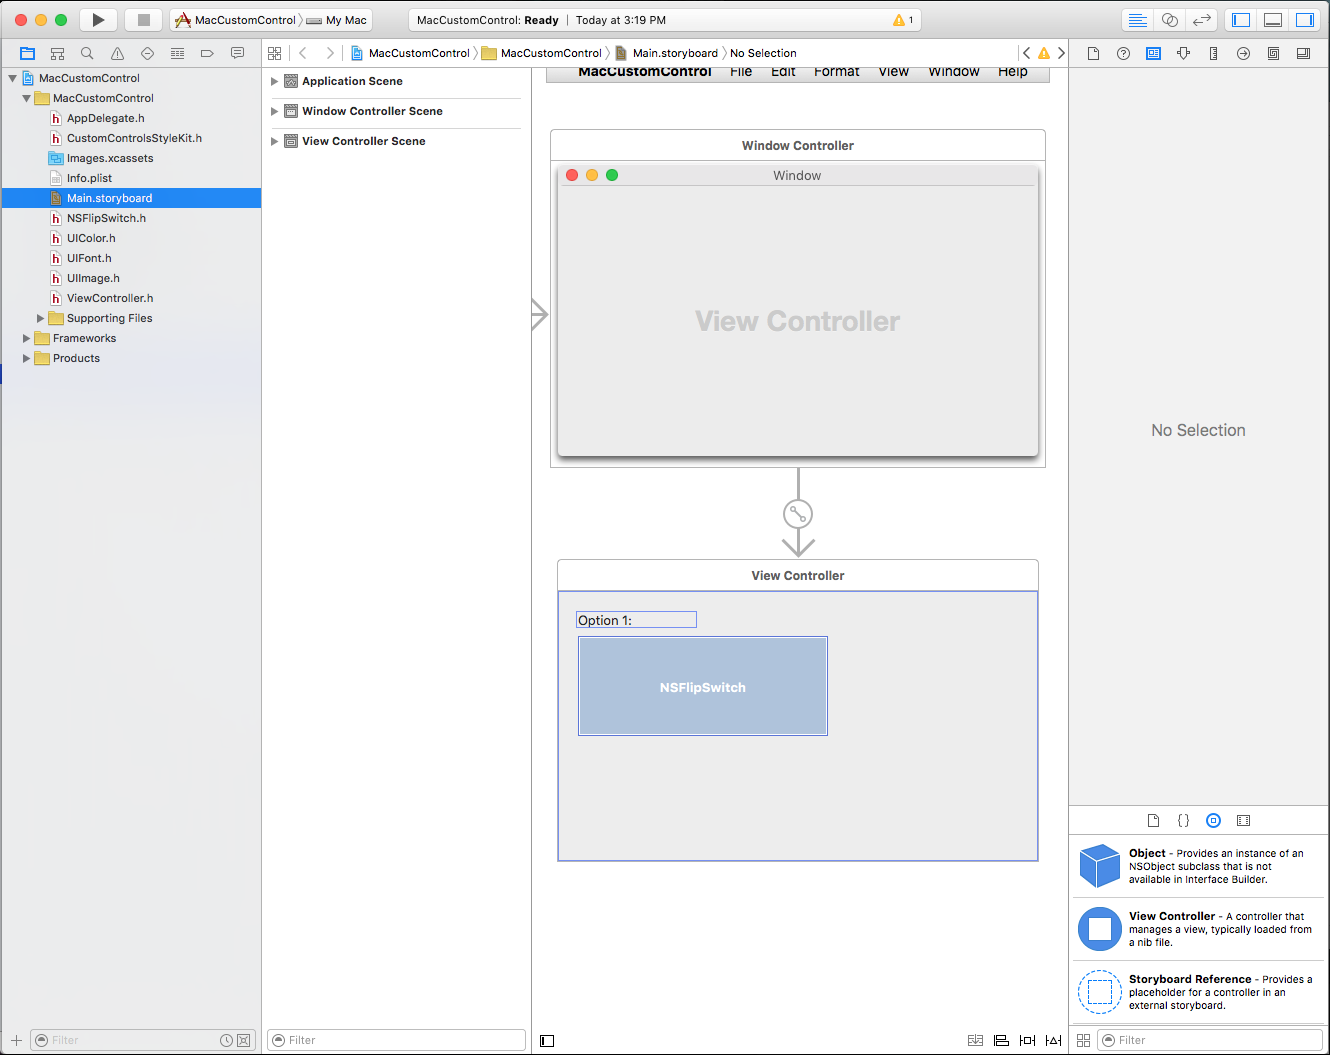 MacCustomControl My Mac
MacCustomControl: Ready Today at 3:19 PM
1
MacCustomControl MacCustomControl Main.storyboard No Selection
MacCustomControl
MacCustomControl
AppDelegate.h
CustomControlsStyleKit.h
Images.xcassets
Info.plist
Main.storyboard
NSFlipSwitch.h
UIColor.h
UIFont.h
UIImage.h
ViewController.h
Supporting Files
Frameworks
Products
Filter
Application Scene
Window Controller Scene
View Controller Scene
Filter
MacCustomControl File Edit Format View Window Help
Window Controller
Window
View Controller
View Controller
Option 1:
NSFlipSwitch
No Selection
Object - Provides an instance of an
NSObject subclass that is not
available in Interface Builder.
View Controller - A controller that
manages a view, typically loaded from
a nib file.
Storyboard Reference - Provides a
placeholder for a controller in an
external storyboard.
Filter